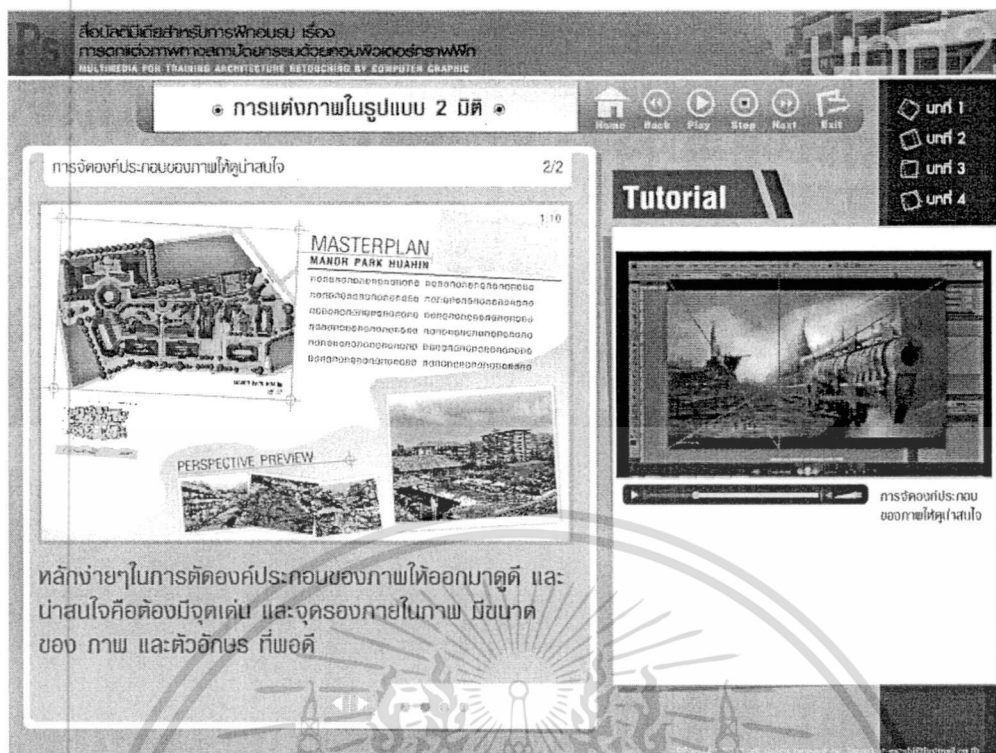 Ps
สื่อมัลติมีเดียสำหรับการฝึกอบรม เรื่อง
การตกแต่งภาพทางสถาปัตยกรรมด้วยคอมพิวเตอร์กราฟฟิก
MULTIMEDIA FOR TRAINING ARCHITECTURE RETOUCHING BY COMPUTER GRAPHIC
บทที่2
การแต่งภาพในรูปแบบ 2 มิติ
Home Back Play Stop Next Exit
บทที่ 1
บทที่ 2
บทที่ 3
บทที่ 4
การจัดองค์ประกอบของภาพให้ดูน่าสนใจ 2/2
Tutorial
1:10
MASTERPLAN
MANOR PARK HUAHIN
PERSPECTIVE PREVIEW
การจัดองค์ประกอบ
ของภาพให้ดูน่าสนใจ
หลักง่ายๆในการตัดองค์ประกอบของภาพให้ออกมาดูดี และ
น่าสนใจคือต้องมีจุดเด่น และจุดรองภายในภาพ มีขนาด
ของ ภาพ และตัวอักษร ที่พอดี